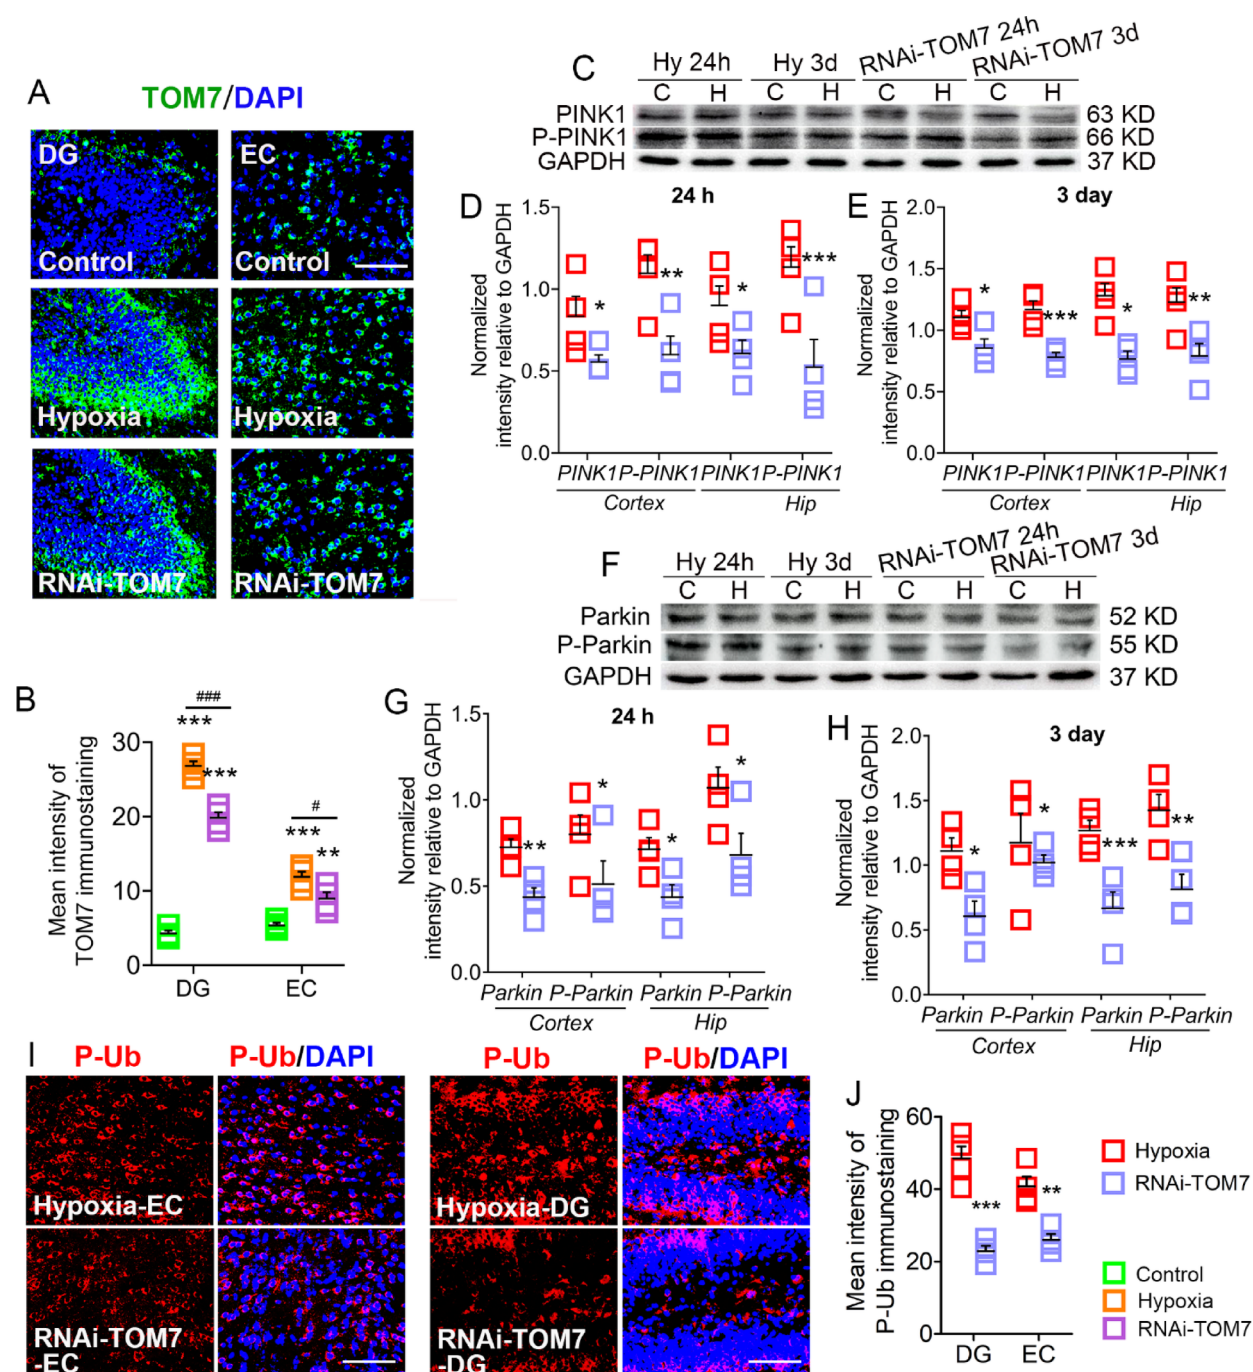 A
TOM7/DAPI
DG
EC
Control
Control
Hypoxia
Hypoxia
RNAi-TOM7
RNAi-TOM7
B
Mean intensity of
TOM7 immunostaining
30
20
10
0
***
***
###
***
**
#
DG
EC
C
Hy 24h
Hy 3d
RNAi-TOM7 24h
RNAi-TOM7 3d
C H C H C H C H
PINK1
63 KD
P-PINK1
66 KD
GAPDH
37 KD
D
24 h
Normalized
intensity relative to GAPDH
1.5
1.0
0.5
0.0
*
**
*
***
PINK1 P-PINK1 PINK1 P-PINK1
Cortex
Hip
E
3 day
Normalized
intensity relative to GAPDH
2.0
1.5
1.0
0.5
0.0
*
***
*
**
PINK1 P-PINK1 PINK1 P-PINK1
Cortex
Hip
F
Hy 24h
Hy 3d
RNAi-TOM7 24h
RNAi-TOM7 3d
C H C H C H C H
Parkin
52 KD
P-Parkin
55 KD
GAPDH
37 KD
G
24 h
Normalized
intensity relative to GAPDH
1.5
1.0
0.5
0.0
**
*
*
*
Parkin P-Parkin Parkin P-Parkin
Cortex
Hip
H
3 day
Normalized
intensity relative to GAPDH
2.0
1.5
1.0
0.5
0.0
*
*
***
**
Parkin P-Parkin Parkin P-Parkin
Cortex
Hip
I
P-Ub
P-Ub/DAPI
P-Ub
P-Ub/DAPI
Hypoxia-EC
Hypoxia-DG
RNAi-TOM7
-EC
RNAi-TOM7
-DG
J
Mean intensity of
P-Ub immunostaining
60
40
20
0
***
**
DG
EC
Hypoxia
RNAi-TOM7
Control
Hypoxia
RNAi-TOM7